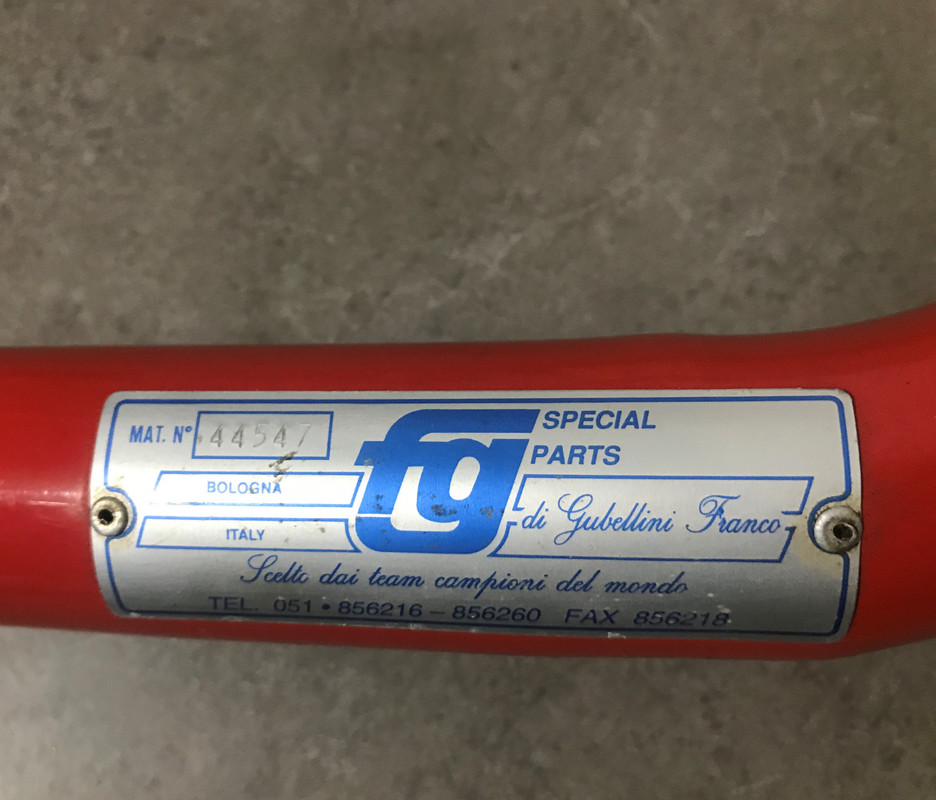 MAT. N° 44547
BOLOGNA
ITALY
fg
SPECIAL
PARTS
di Gubellini Franco
Scelto dai team campioni del mondo
TEL. 051 • 856216 – 856260 FAX 856218